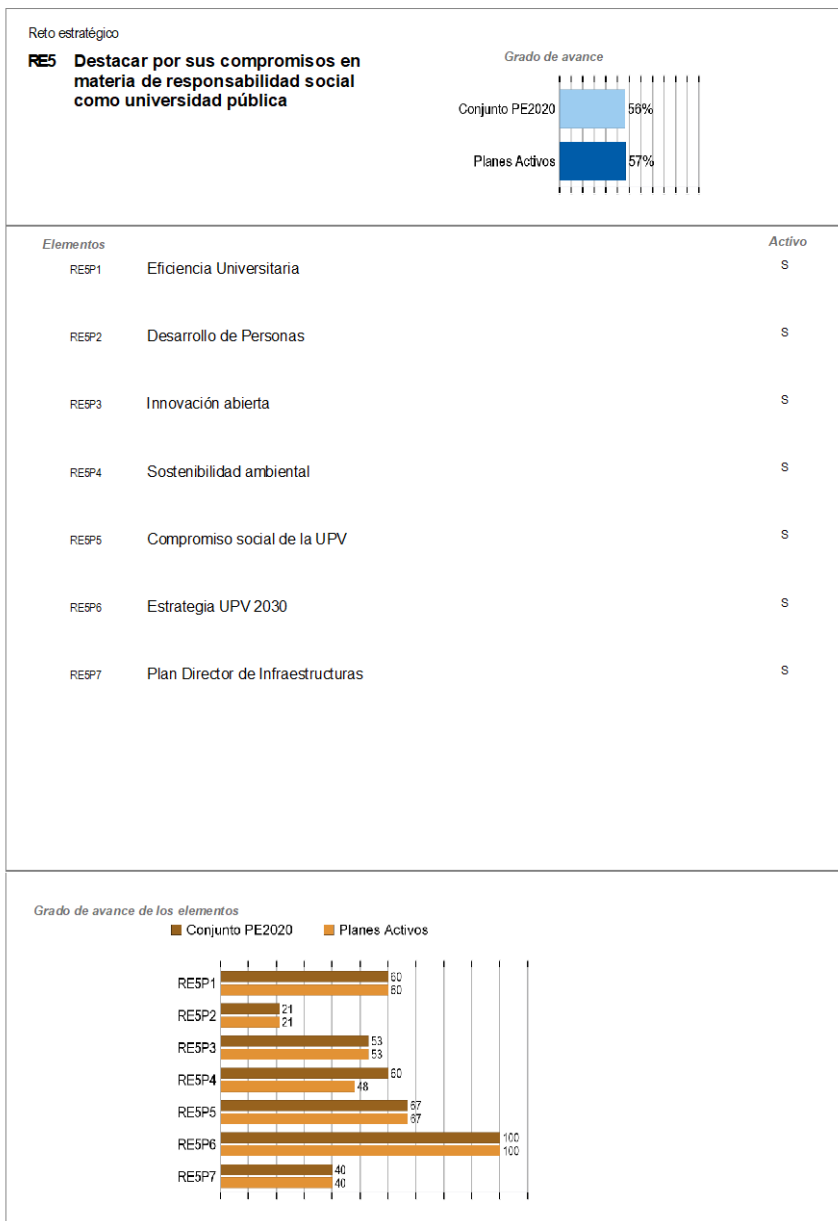 Reto estratégico
RE5 Destacar por sus compromisos en
materia de responsabilidad social
como universidad pública
Grado de avance
Conjunto PE2020 56%
Planes Activos 57%
Elementos Activo
RE5P1 Eficiencia Universitaria S
RE5P2 Desarrollo de Personas S
RE5P3 Innovación abierta S
RE5P4 Sostenibilidad ambiental S
RE5P5 Compromiso social de la UPV S
RE5P6 Estrategia UPV 2030 S
RE5P7 Plan Director de Infraestructuras S
Grado de avance de los elementos
Conjunto PE2020 Planes Activos
RE5P1 60
60
RE5P2 21
21
RE5P3 53
53
RE5P4 60
48
RE5P5 67
67
RE5P6 100
100
RE5P7 40
40